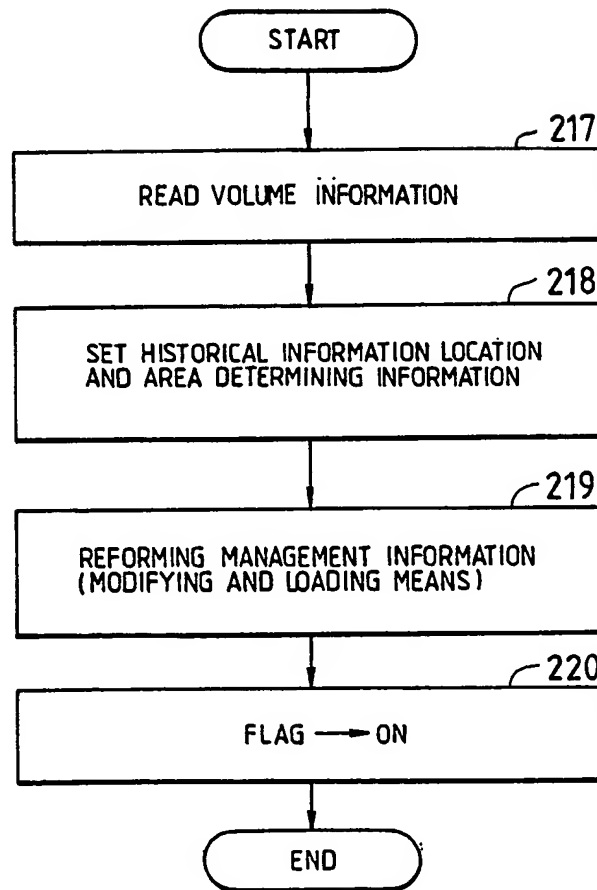 START
217
READ VOLUME INFORMATION
218
SET HISTORICAL INFORMATION LOCATION
AND AREA DETERMINING INFORMATION
219
REFORMING MANAGEMENT INFORMATION
(MODIFYING AND LOADING MEANS)
220
FLAG → ON
END